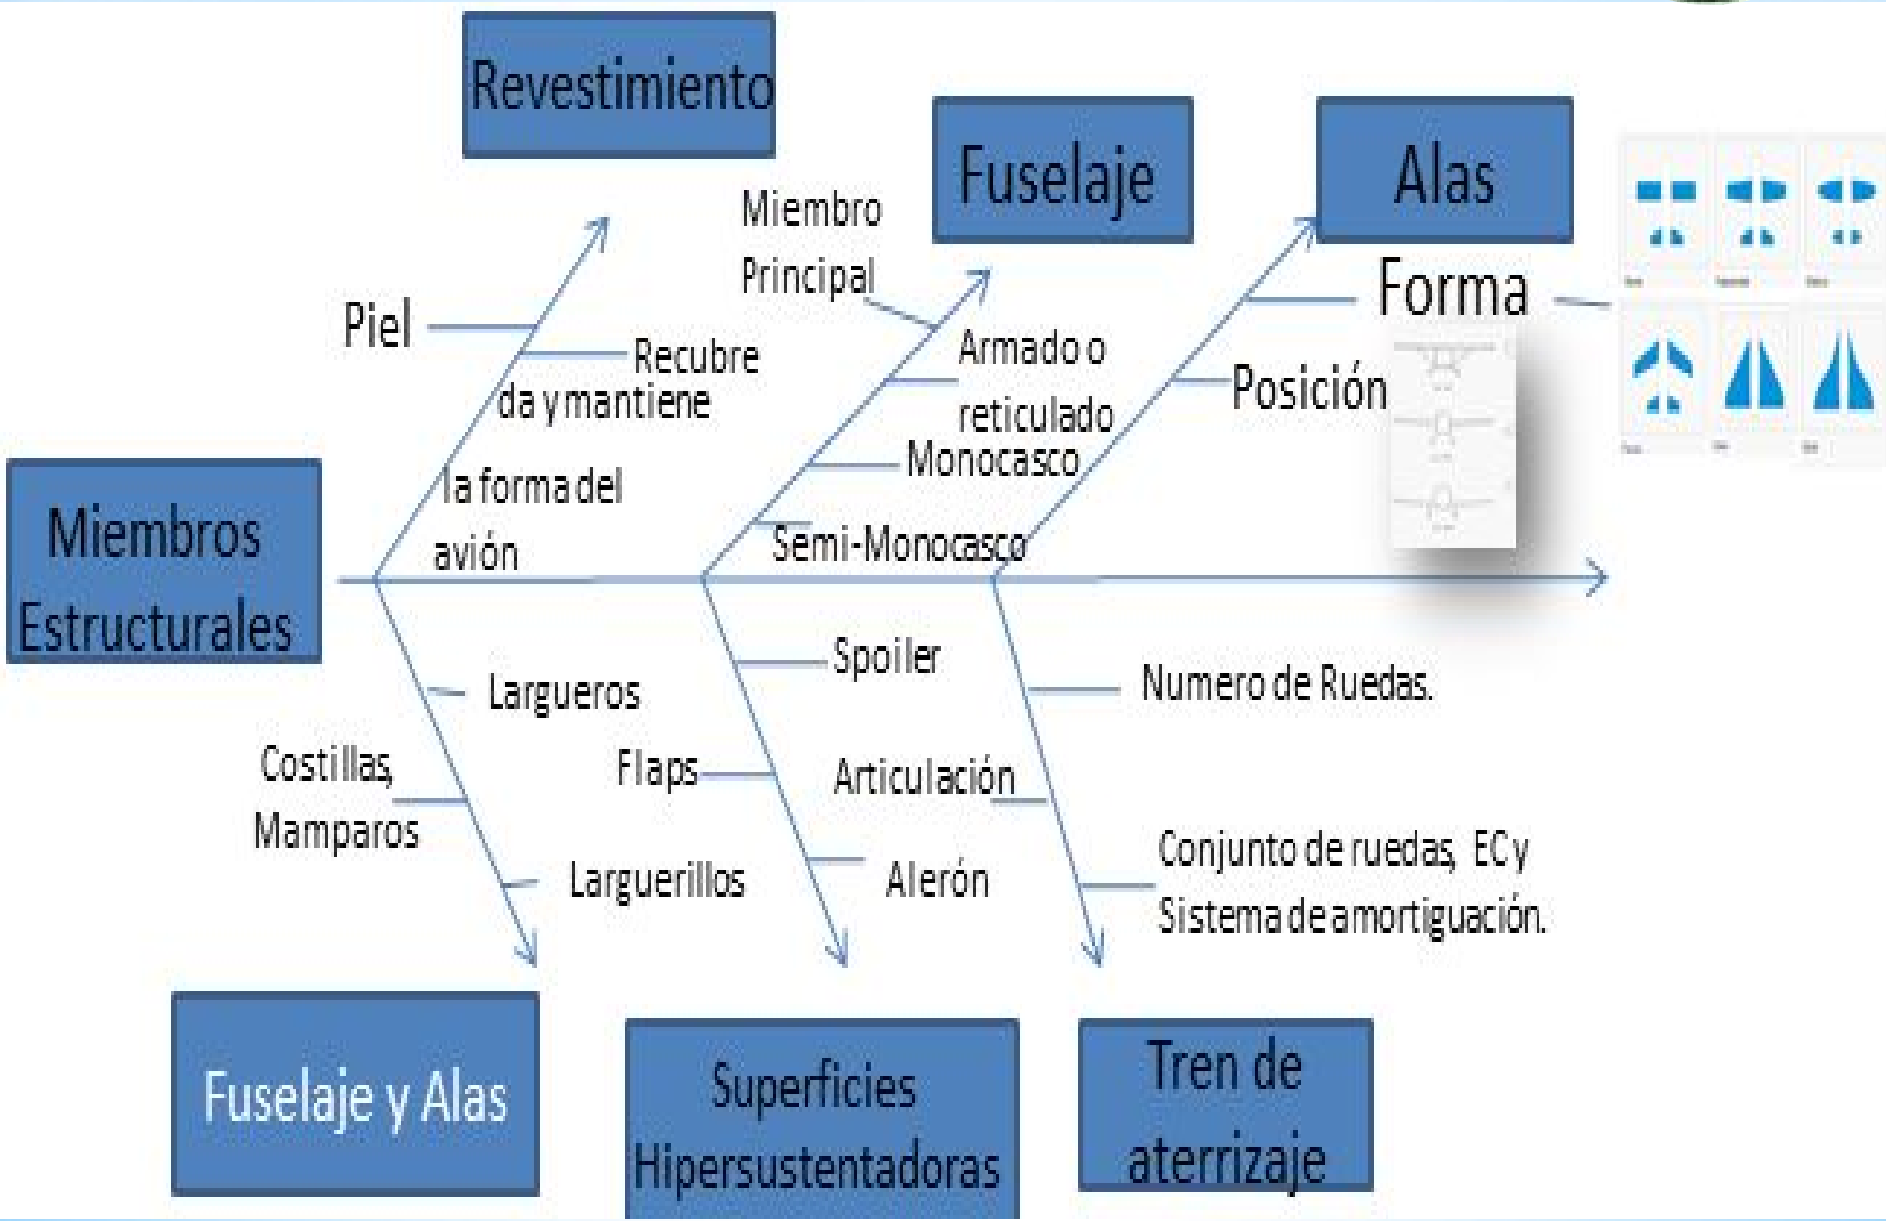 Revestimiento
Fuselaje
Alas
Miembro
Principal
Forma
Piel
Recubre
da y mantiene
la forma del
avión
Armado o
reticulado
Monocasco
Semi-Monocasco
Posición
Miembros
Estructurales
Spoiler
Numero de Ruedas.
Largueros
Costillas,
Mamparos
Flaps
Articulación
Larguerillos
Alerón
Conjunto de ruedas, EC y
Sistema de amortiguación.
Fuselaje y Alas
Superficies
Hipersustentadoras
Tren de
aterrizaje